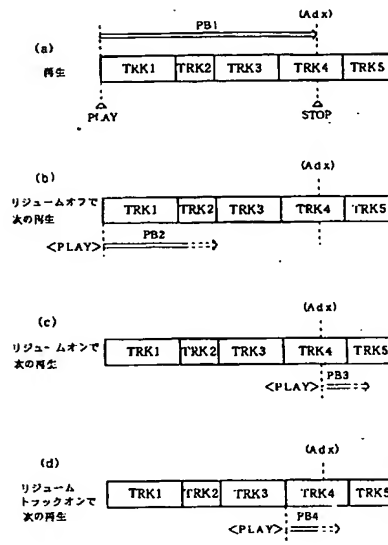 (Adx)
PB1
(a)
再生
TRK1 TRK2 TRK3 TRK4 TRK5
PLAY STOP
(Adx)
(b)
リジュームオフで
次の再生
TRK1 TRK2 TRK3 TRK4 TRK5
<PLAY> PB2
(Adx)
(c)
リジュームオンで
次の再生
TRK1 TRK2 TRK3 TRK4 TRK5
<PLAY> PB3
(Adx)
(d)
リジューム
トラックオンで
次の再生
TRK1 TRK2 TRK3 TRK4 TRK5
<PLAY> PB4